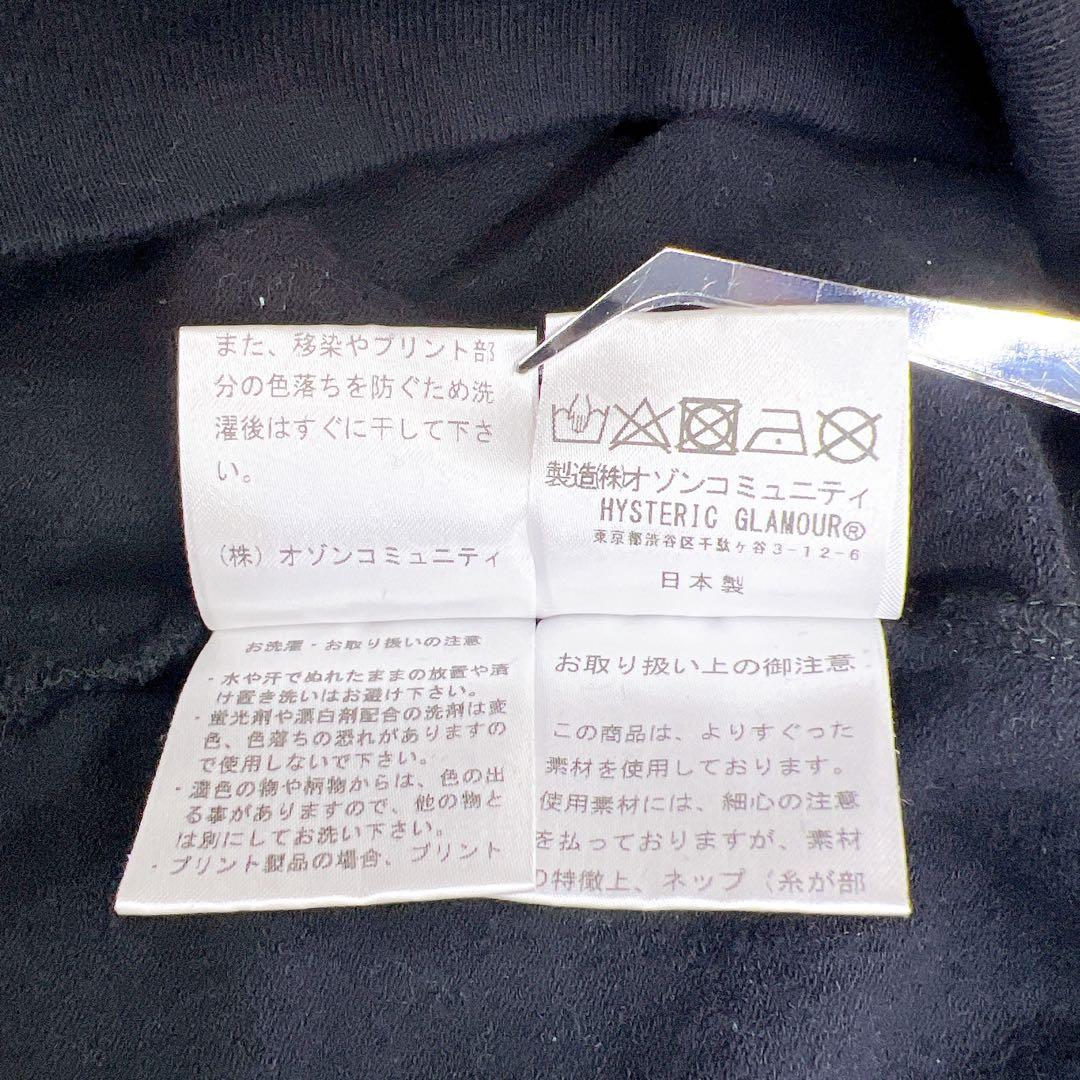 また、移染やプリント部
分の色落ちを防ぐため洗
濯後はすぐに干して下さ
い。
(株) オゾンコミュニティ
製造(株)オゾンコミュニティ
HYSTERIC GLAMOUR®
東京都渋谷区千駄ヶ谷3-12-6
日本製
お洗濯・お取り扱いの注意
・水や汗でぬれたままの放置や漬
け置き洗いはお避け下さい。
・蛍光剤や漂白剤配合の洗剤は変
色、色落ちの恐れがありますの
で使用しないで下さい。
・濃色の物や柄物からは、色の出
る事がありますので、他の物と
は別にしてお洗い下さい。
・プリント製品の場合、プリント
お取り扱い上の御注意
この商品は、よりすぐった
素材を使用しております。
使用素材には、細心の注意
を払っておりますが、素材
の特徴上、ネップ（糸が部